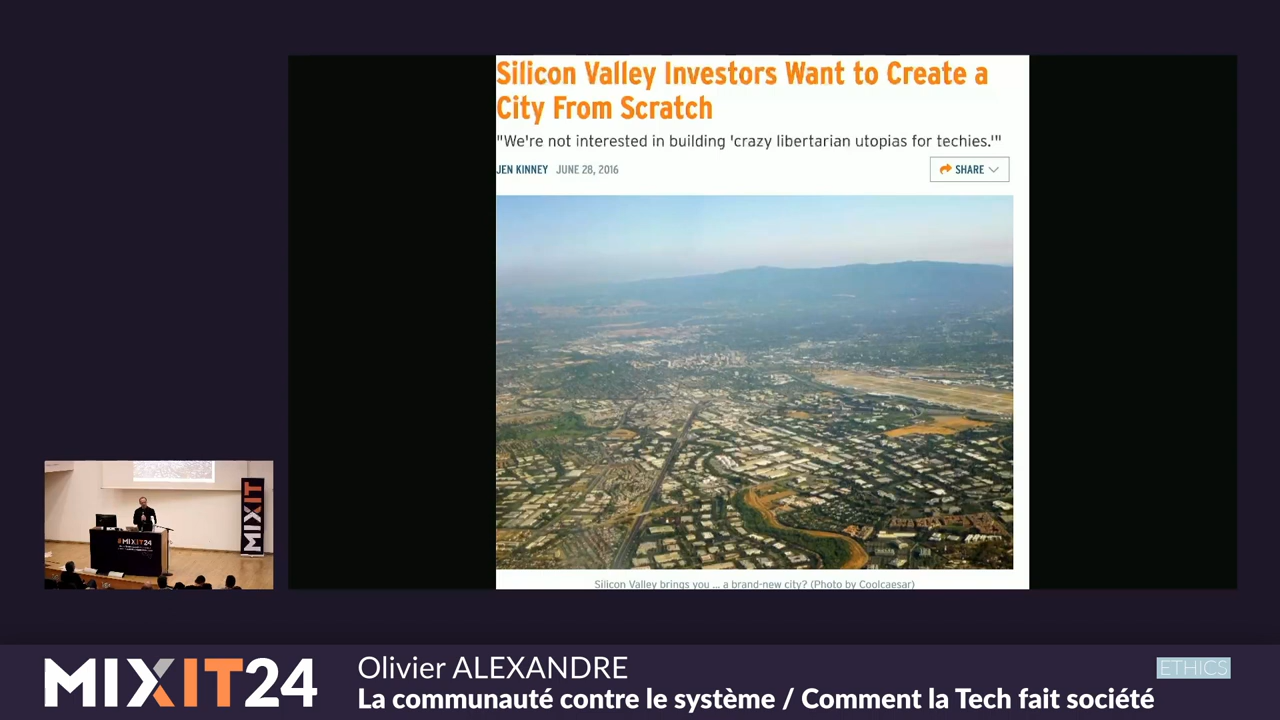 Silicon Valley Investors Want to Create a
City From Scratch
"We're not interested in building 'crazy libertarian utopias for techies.'"
JEN KINNEY JUNE 28, 2016
SHARE
Silicon Valley brings you ... a brand-new city? (Photo by Coolcaesar)
MIXIT
#MIXIT24
MIXIT24
Olivier ALEXANDRE
La communauté contre le système / Comment la Tech fait société
ETHICS